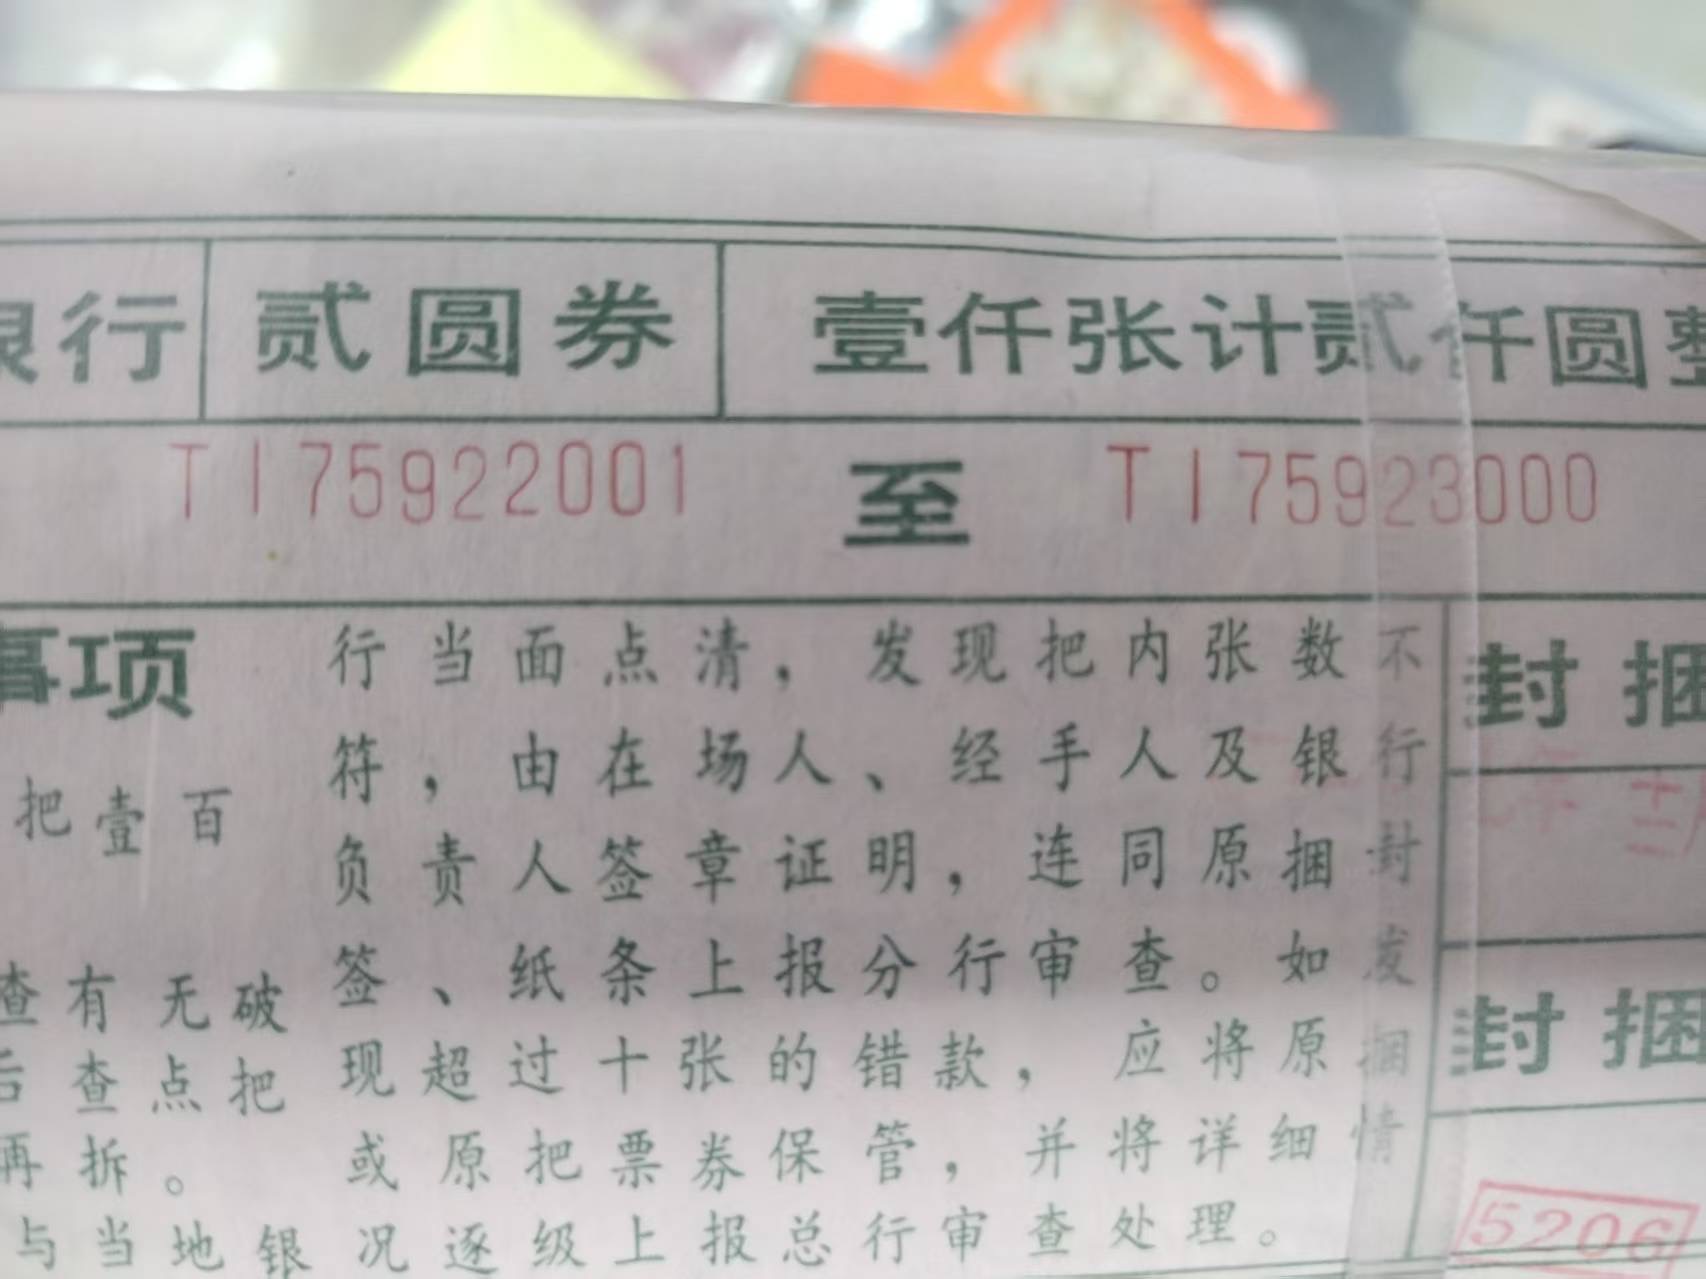 银行 贰圆券 壹仟张计贰仟圆整
TI75922001 至 TI75923000
事项
把壹百
查有无破
后查点把
再拆。
与当地银
行当面点清，发现把内张数不
符，由在场人、经手人及银行
负责人签章证明，连同原捆封
签、纸条上报分行审查。如发
现超过十张的错款，应将原捆
或原把票券保管，并将详细情
况逐级上报总行审查处理。
封捆
封捆
5206